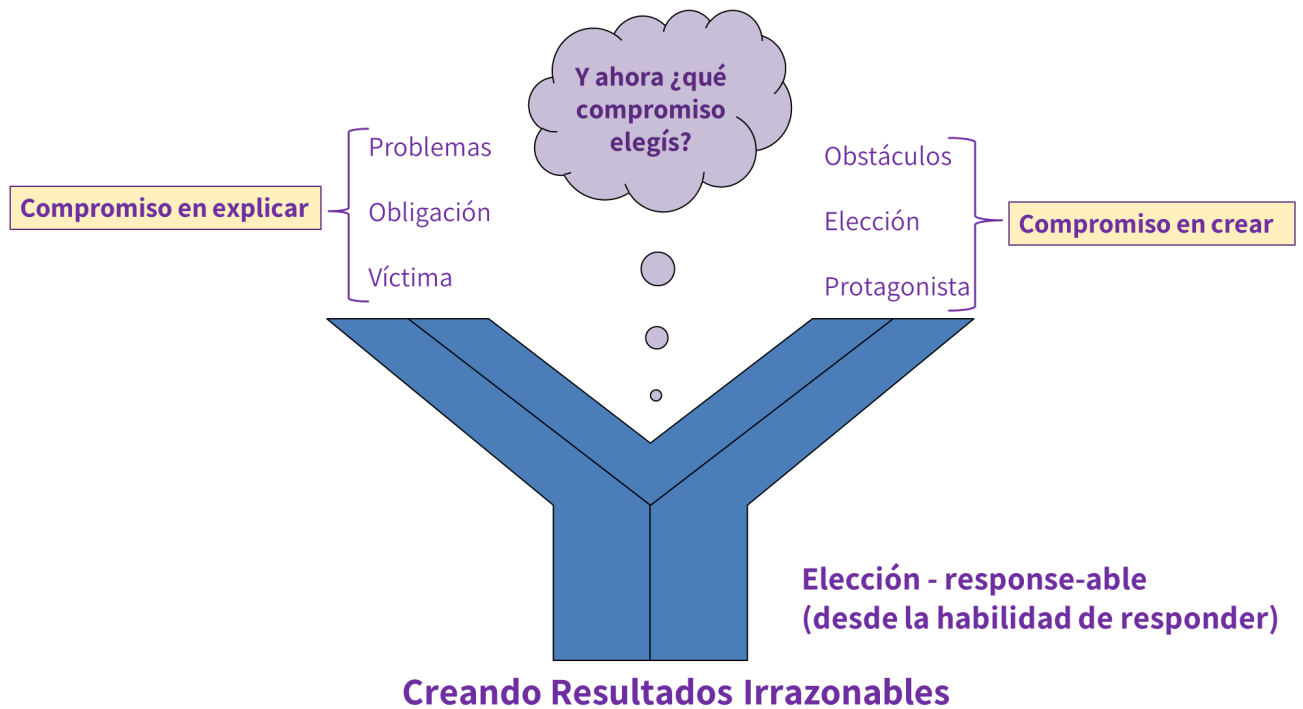 Y ahora ¿qué
compromiso
elegís?
Compromiso en explicar
Problemas
Obligación
Víctima
Obstáculos
Elección
Protagonista
Compromiso en crear
Elección - response-able
(desde la habilidad de responder)
Creando Resultados Irrazonables